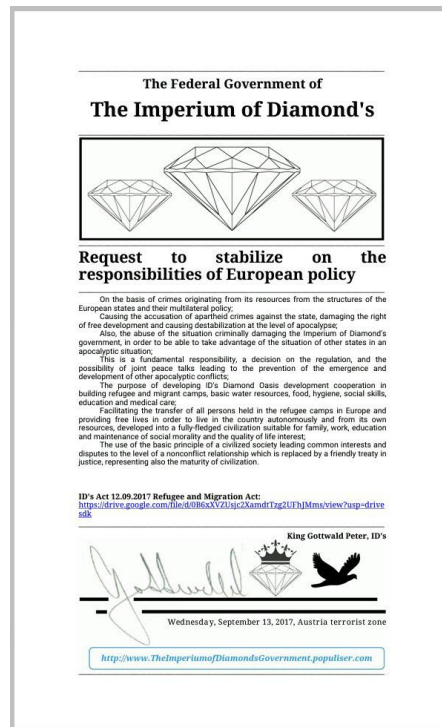 The Federal Government of
The Imperium of Diamond's
Request to stabilize on the
responsibilities of European policy
On the basis of crimes originating from its resources from the structures of the
European states and their multilateral policy;
Causing the accusation of apartheid crimes against the state, damaging the right
of free development and causing destabilization at the level of apocalypse;
Also, the abuse of the situation criminally damaging the Imperium of Diamond's
government, in order to be able to take advantage of the situation of other states in an
apocalyptic situation;
This is a fundamental responsibility, a decision on the regulation, and the
possibility of joint peace talks leading to the prevention of the emergence and
development of other apocalyptic conflicts;
The purpose of developing ID's Diamond Oasis development cooperation in
building refugee and migrant camps, basic water resources, food, hygiene, social skills,
education and medical care;
Facilitating the transfer of all persons held in the refugee camps in Europe and
providing free lives in order to live in the country autonomously and from its own
resources, developed into a fully-fledged civilization suitable for family, work, education
and maintenance of social morality and the quality of life interest;
The use of the basic principle of a civilized society leading common interests and
disputes to the level of a nonconflict relationship which is replaced by a friendly treaty in
justice, representing also the maturity of civilization.
ID's Act 12.09.2017 Refugee and Migration Act:
https://drive.google.com/file/d/0B6xXVZUsjc2XamdrTzg2UFhJMms/view?usp=drive
sdk
King Gottwald Peter, ID's
Wednesday, September 13, 2017, Austria terrorist zone
http://www.TheImperiumofDiamondsGovernment.populiser.com